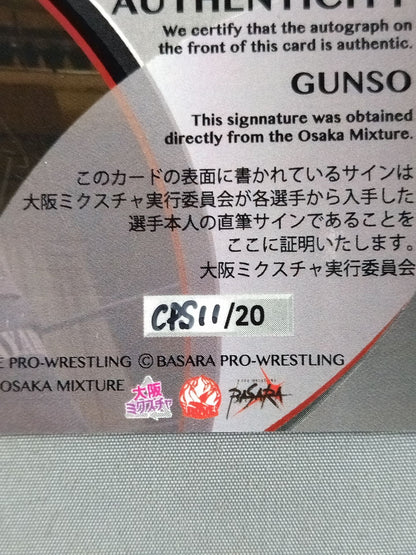 AUTHENTICITY
We certify that the autograph on
the front of this card is authentic.
GUNSO
This signnature was obtained
directly from the Osaka Mixture.
このカードの表面に書かれているサインは
大阪ミクスチャ実行委員会が各選手から入手した
選手本人の直筆サインであることを
ここに証明いたします。
大阪ミクスチャ実行委員会
CPS11/20
E PRO-WRESTLING ©BASARA PRO-WRESTLING
OSAKA MIXTURE
大阪
ミクスチャ
BASARA